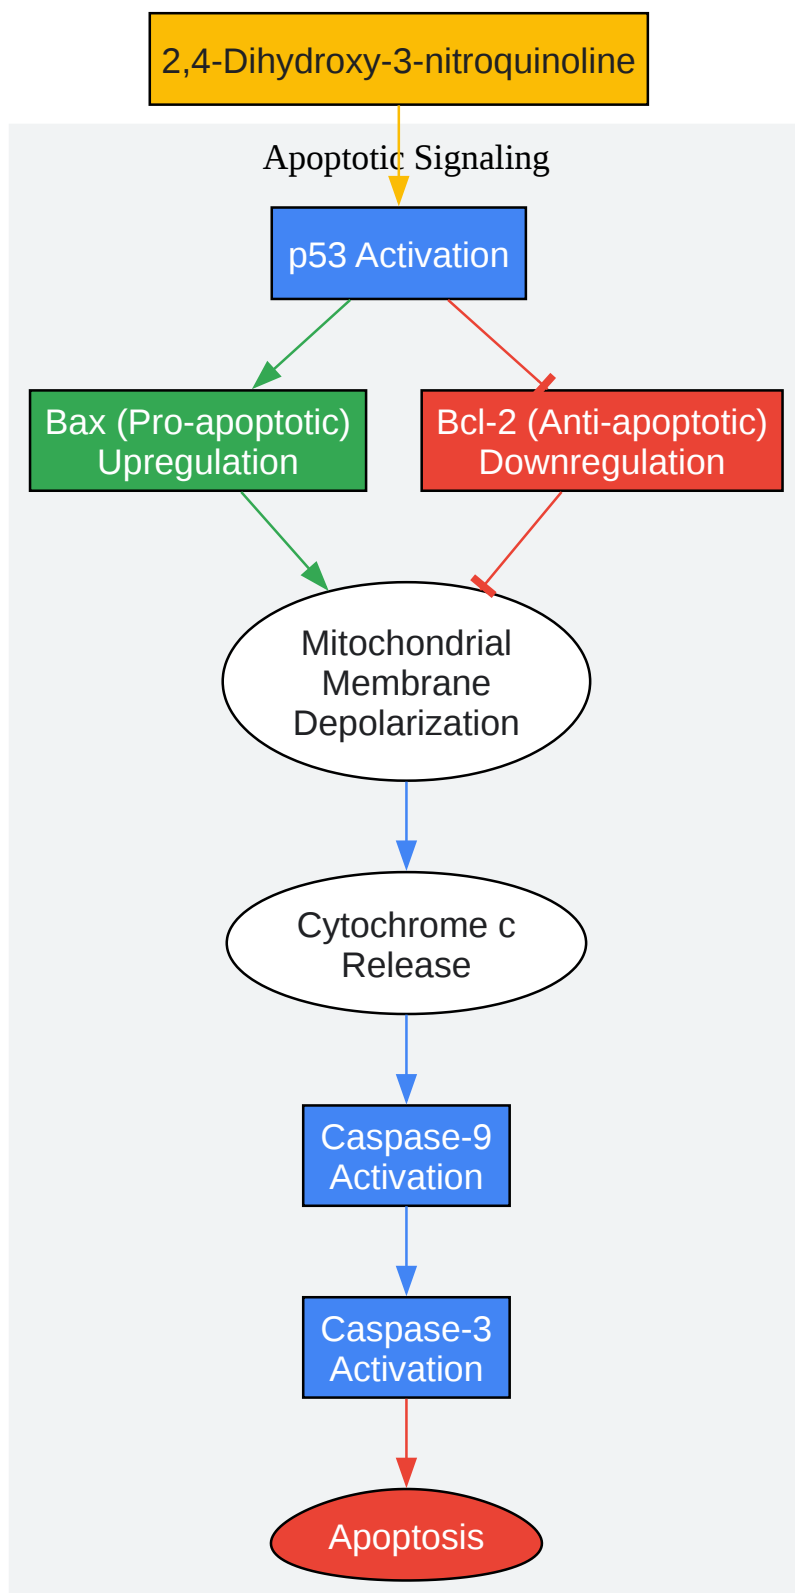 2,4-Dihydroxy-3-nitroquinoline
Apoptotic Signaling
p53 Activation
Bax (Pro-apoptotic)
Upregulation
Bcl-2 (Anti-apoptotic)
Downregulation
Mitochondrial
Membrane
Depolarization
Cytochrome c
Release
Caspase-9
Activation
Caspase-3
Activation
Apoptosis